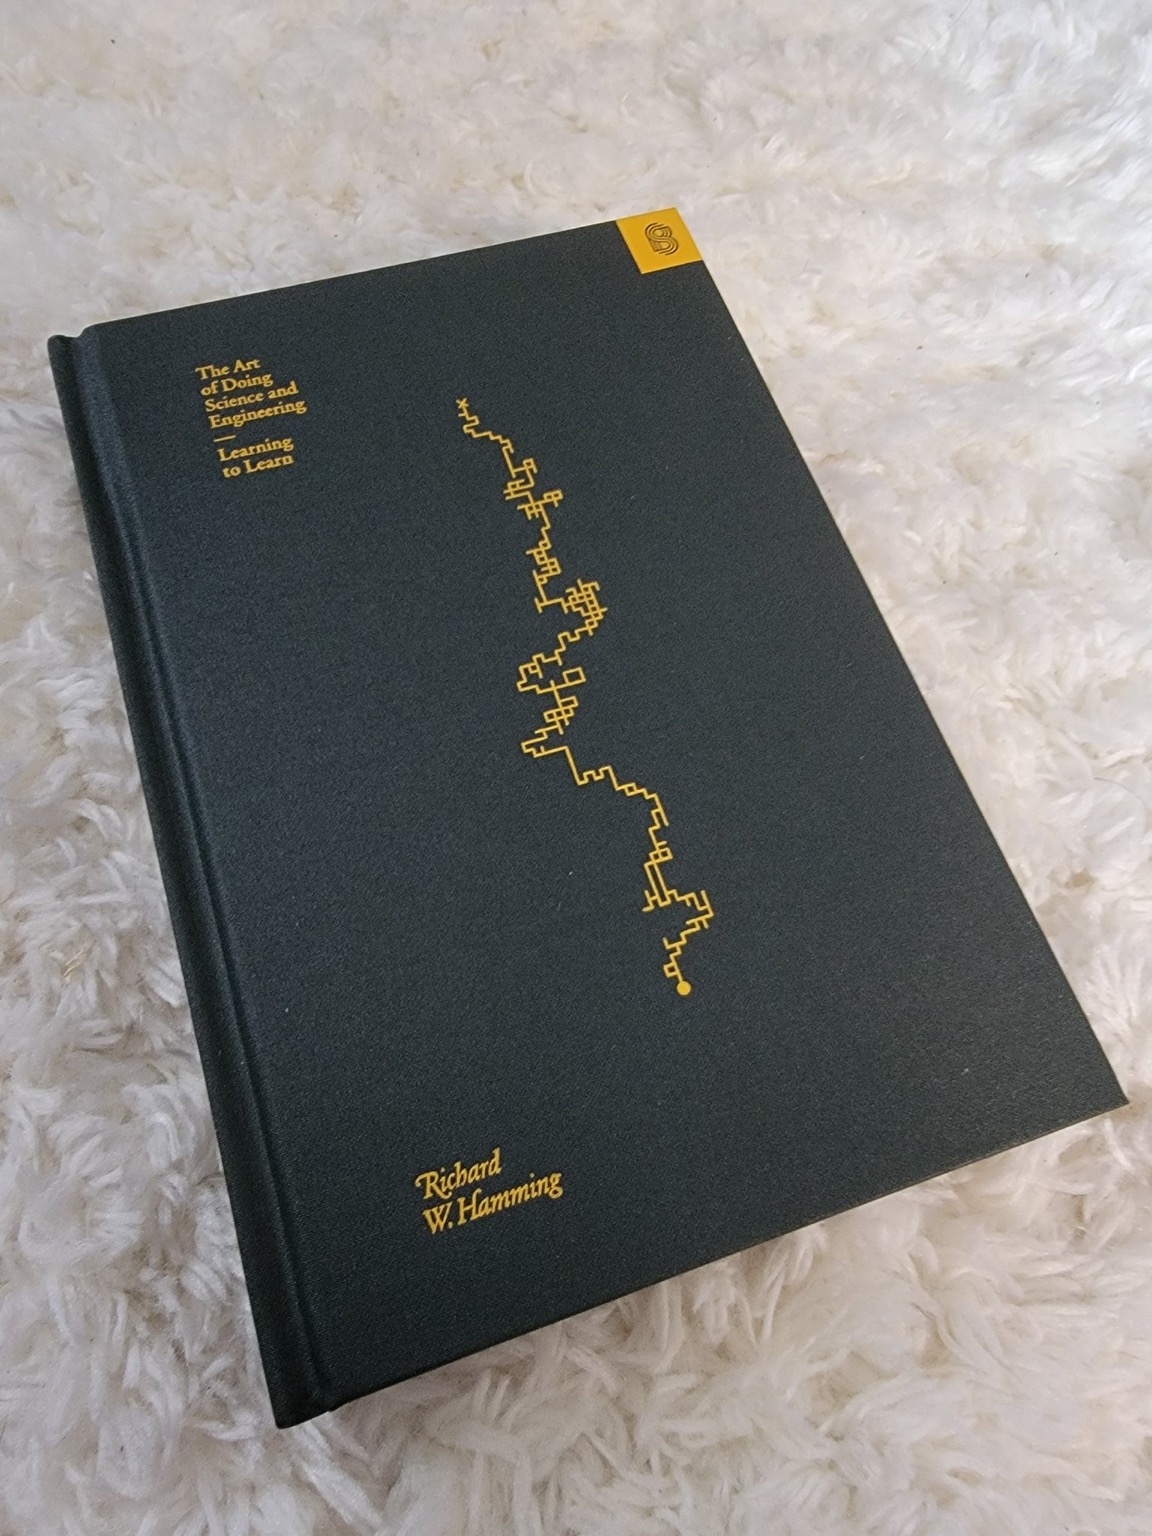 The Art
of Doing
Science and
Engineering
—
Learning
to Learn
Richard
W. Hamming